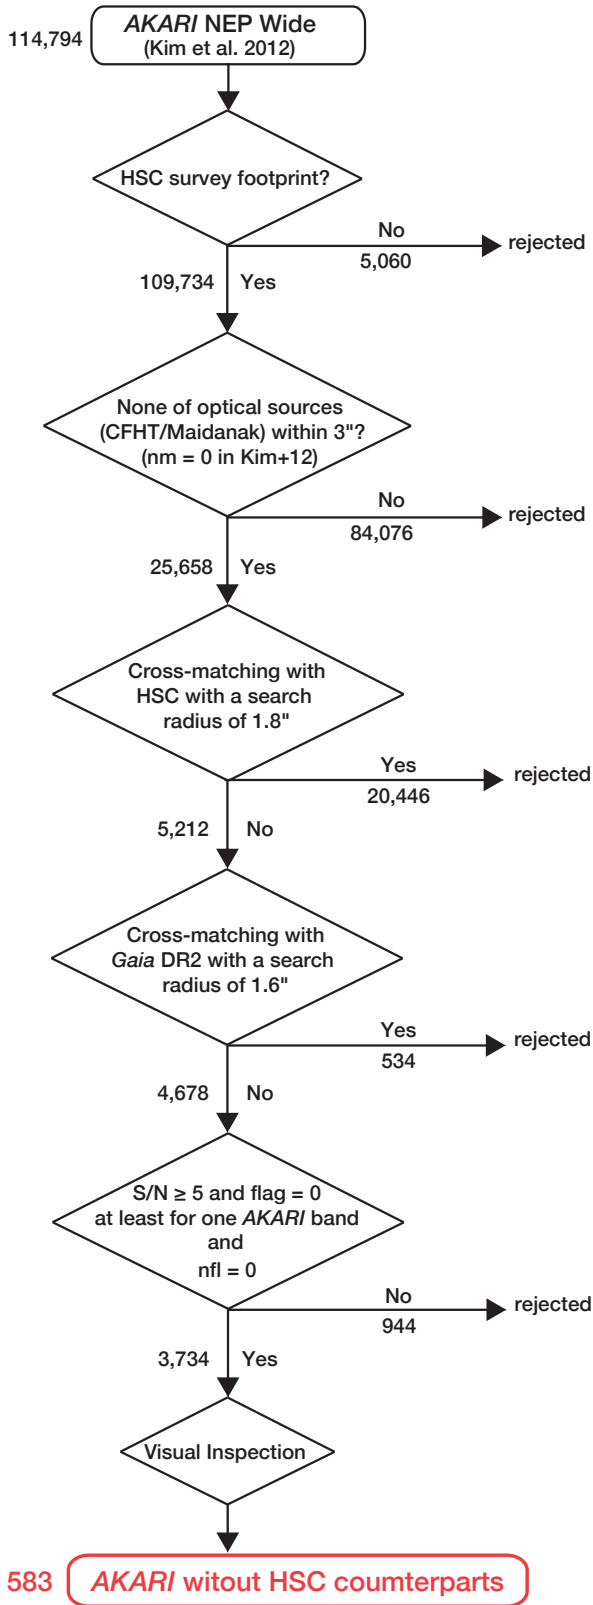 114,794
AKARI NEP Wide
(Kim et al. 2012)
HSC survey footprint?
No
5,060
rejected
109,734 Yes
None of optical sources
(CFHT/Maidanak) within 3"?
(nm = 0 in Kim+12)
No
84,076
rejected
25,658 Yes
Cross-matching with
HSC with a search
radius of 1.8"
Yes
20,446
rejected
5,212 No
Cross-matching with
Gaia DR2 with a search
radius of 1.6"
Yes
534
rejected
4,678 No
S/N ≥ 5 and flag = 0
at least for one AKARI band
and
nfl = 0
No
944
rejected
3,734 Yes
Visual Inspection
583 AKARI witout HSC coumterparts